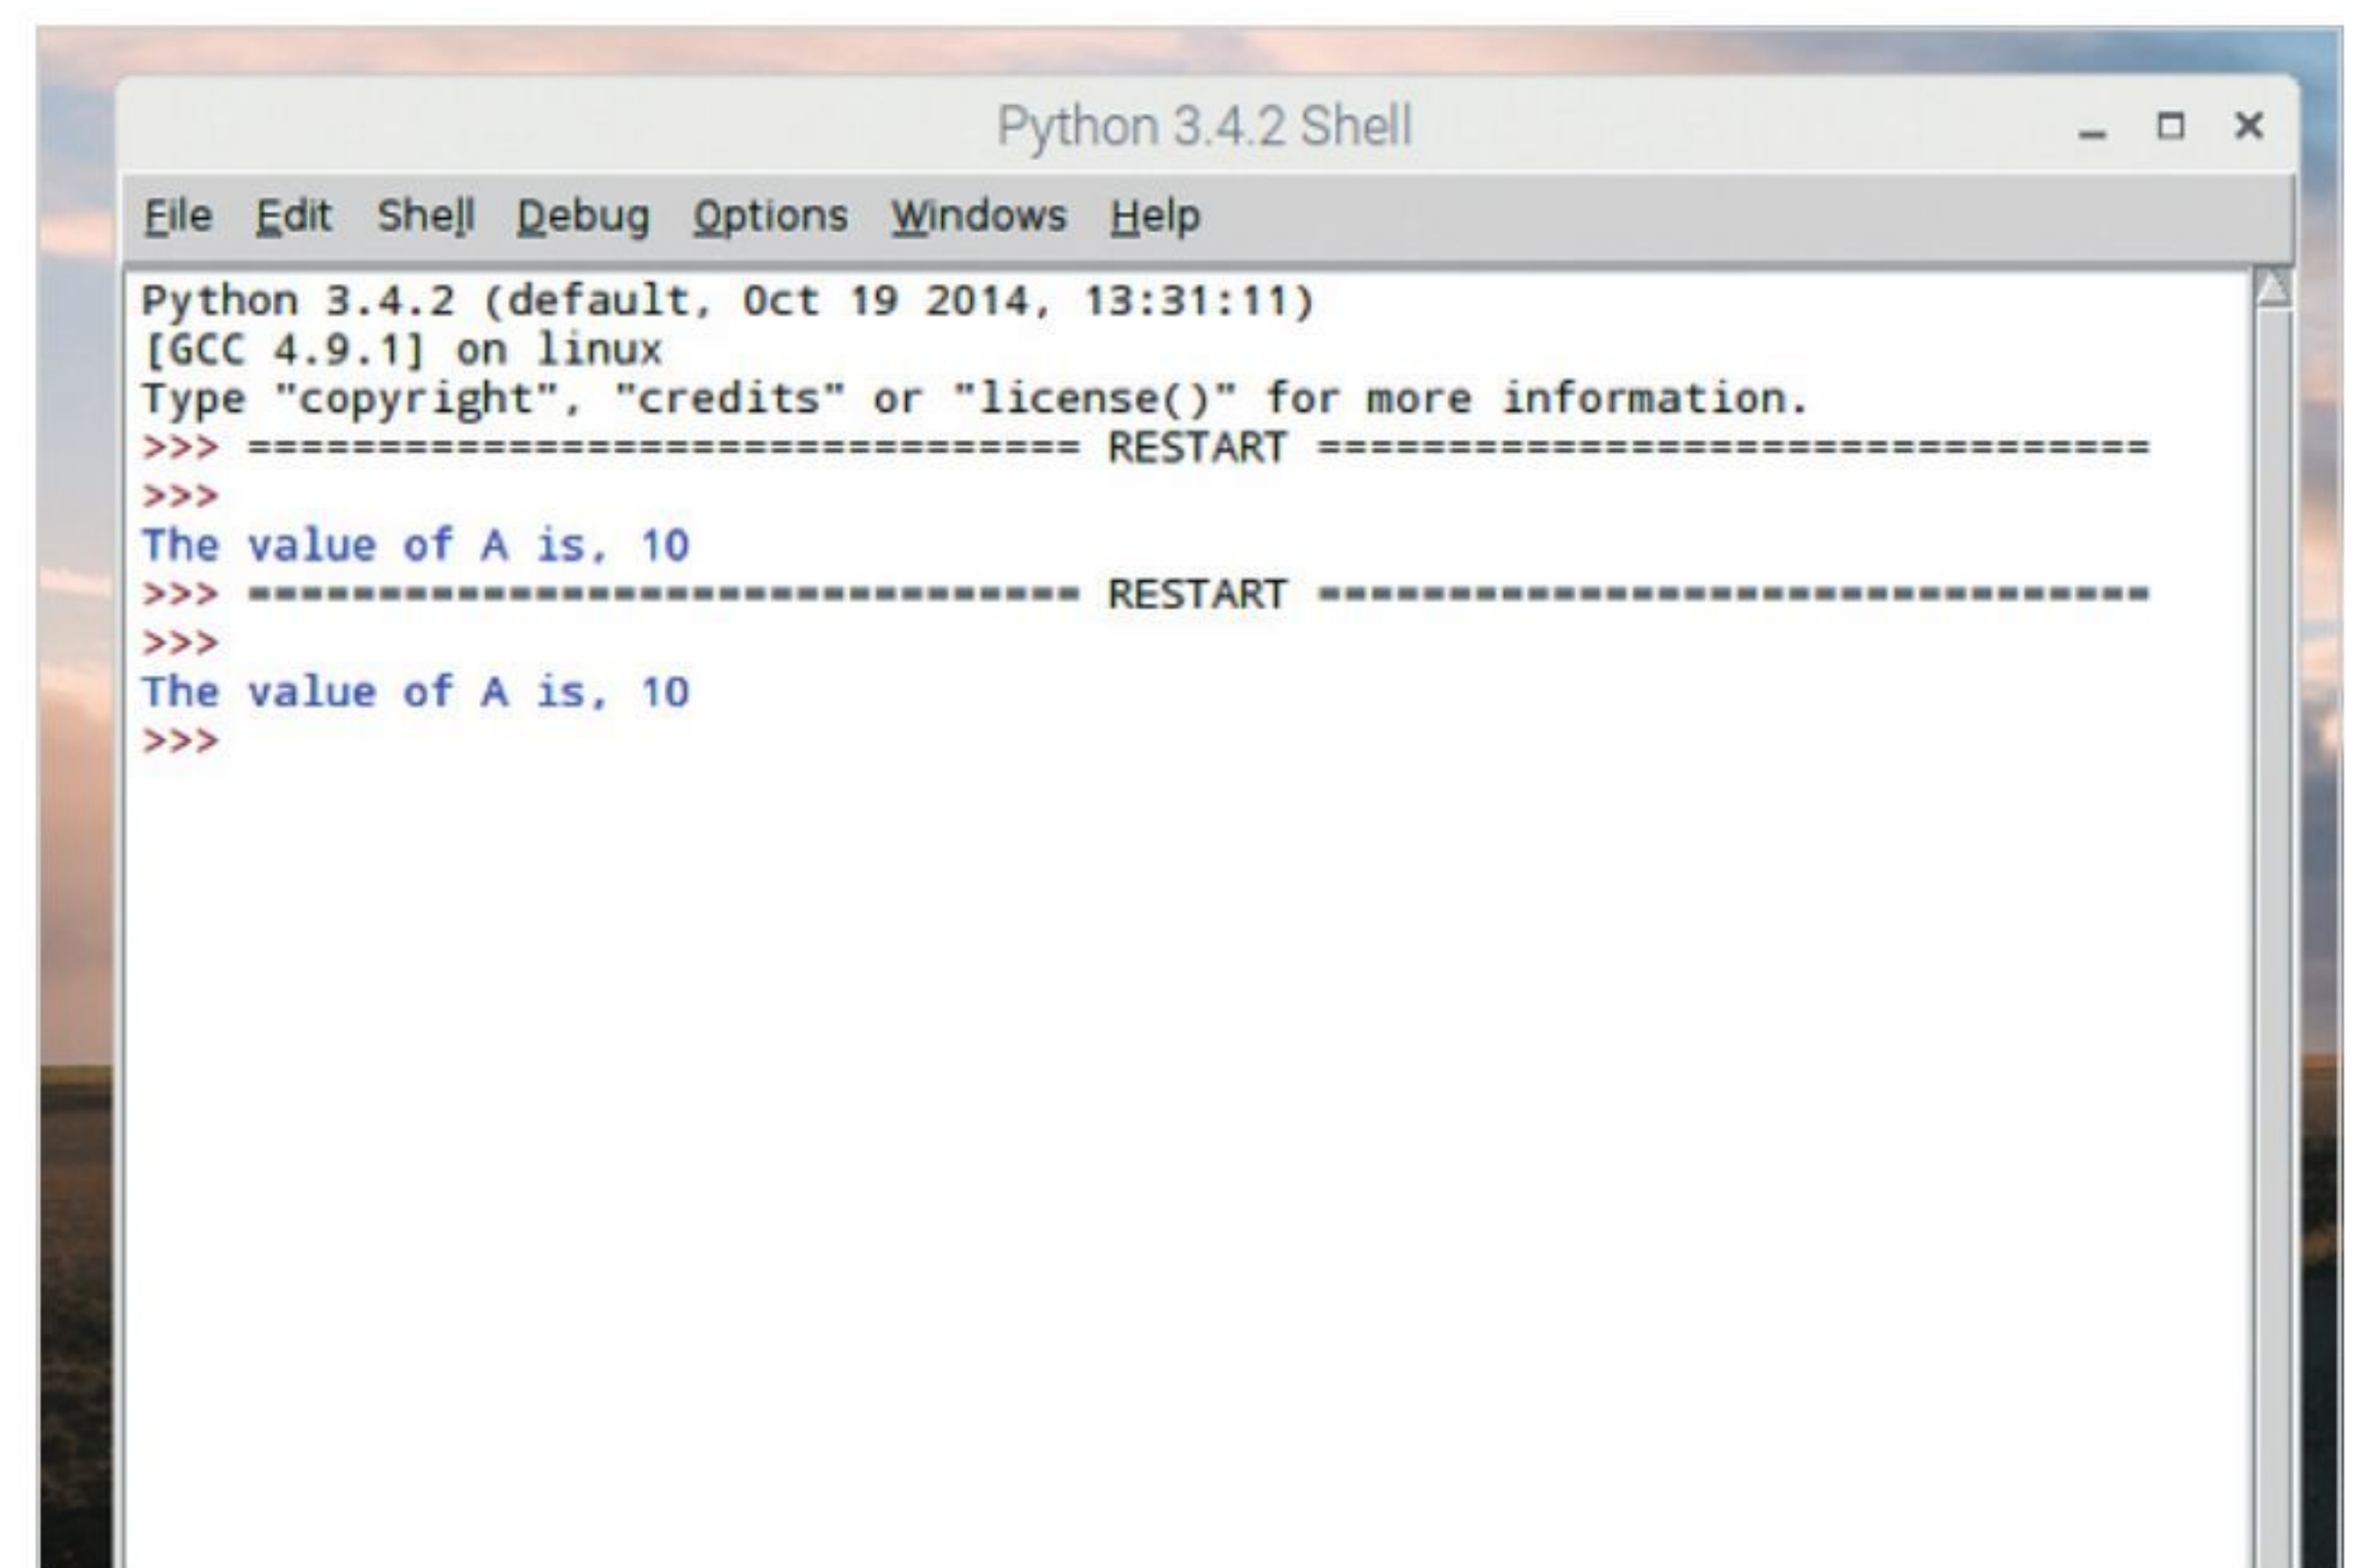 Python 3.4.2 Shell
File Edit Shell Debug Options Windows Help
Python 3.4.2 (default, Oct 19 2014, 13:31:11)
[GCC 4.9.1] on linux
Type "copyright", "credits" or "license()" for more information.
>>> ================================ RESTART ================================
>>>
The value of A is, 10
>>> ================================ RESTART ================================
>>>
The value of A is, 10
>>>